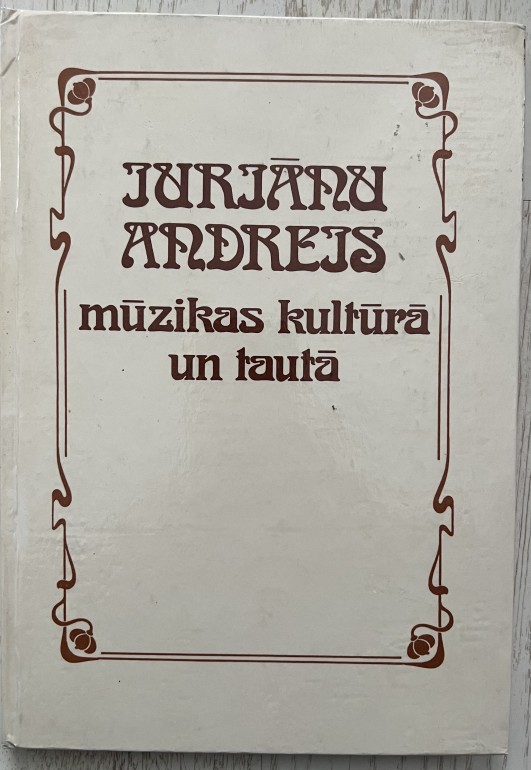 JURJĀNU
ANDREJS
mūzikas kultūrā
un tautā